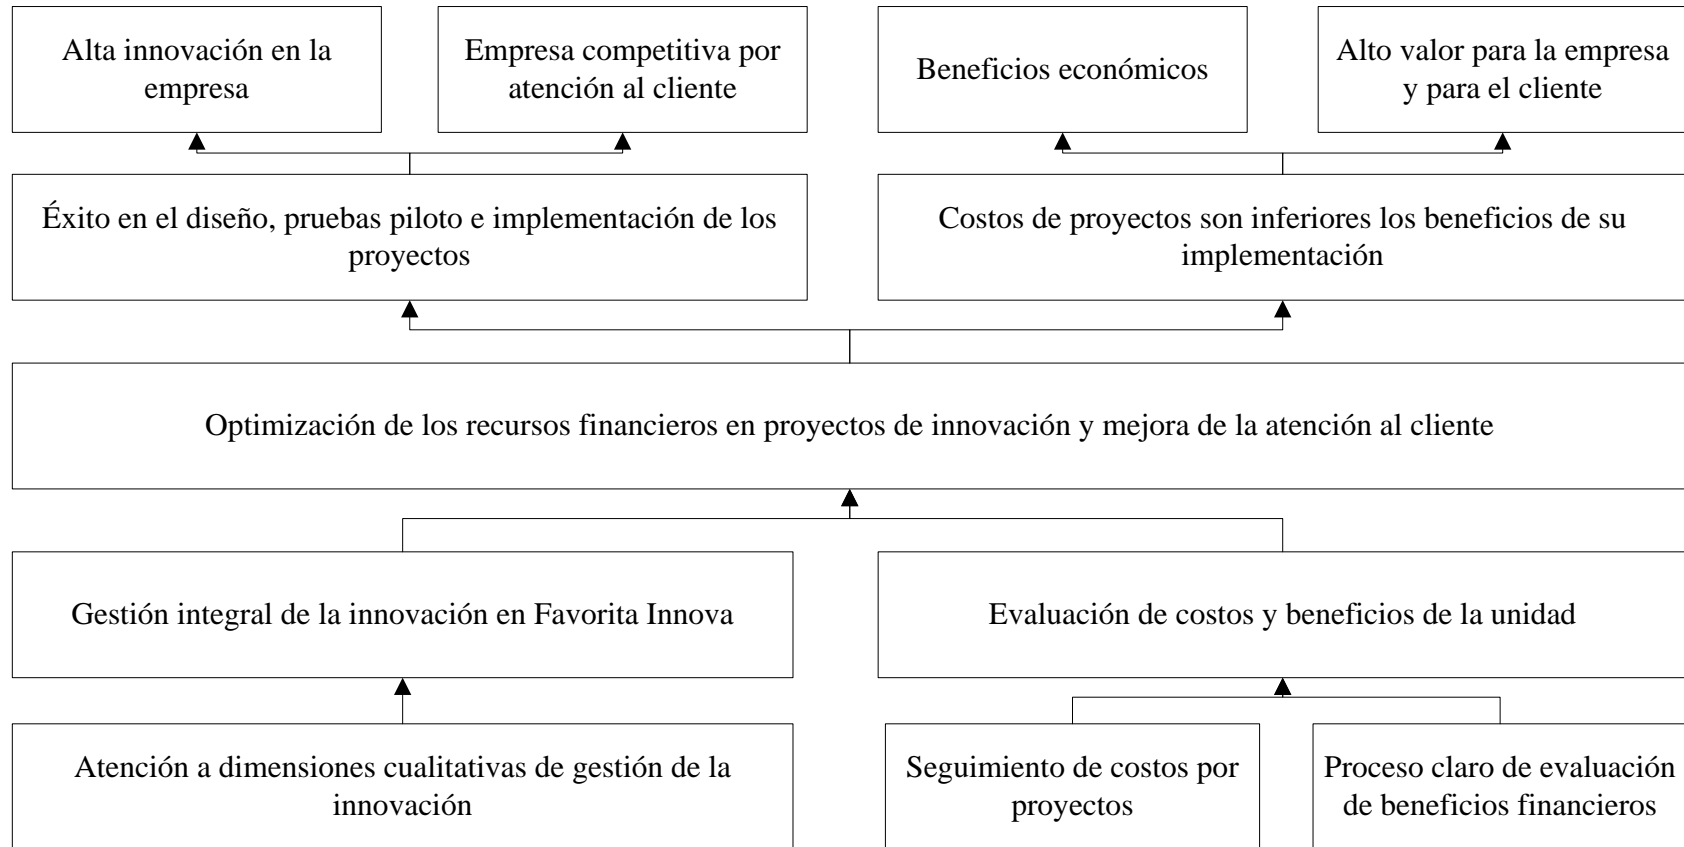 Alta innovación en la
empresa
Empresa competitiva por
atención al cliente
Beneficios económicos
Alto valor para la empresa
y para el cliente
Éxito en el diseño, pruebas piloto e implementación de los
proyectos
Costos de proyectos son inferiores los beneficios de su
implementación
Optimización de los recursos financieros en proyectos de innovación y mejora de la atención al cliente
Gestión integral de la innovación en Favorita Innova
Evaluación de costos y beneficios de la unidad
Atención a dimensiones cualitativas de gestión de la
innovación
Seguimiento de costos por
proyectos
Proceso claro de evaluación
de beneficios financieros